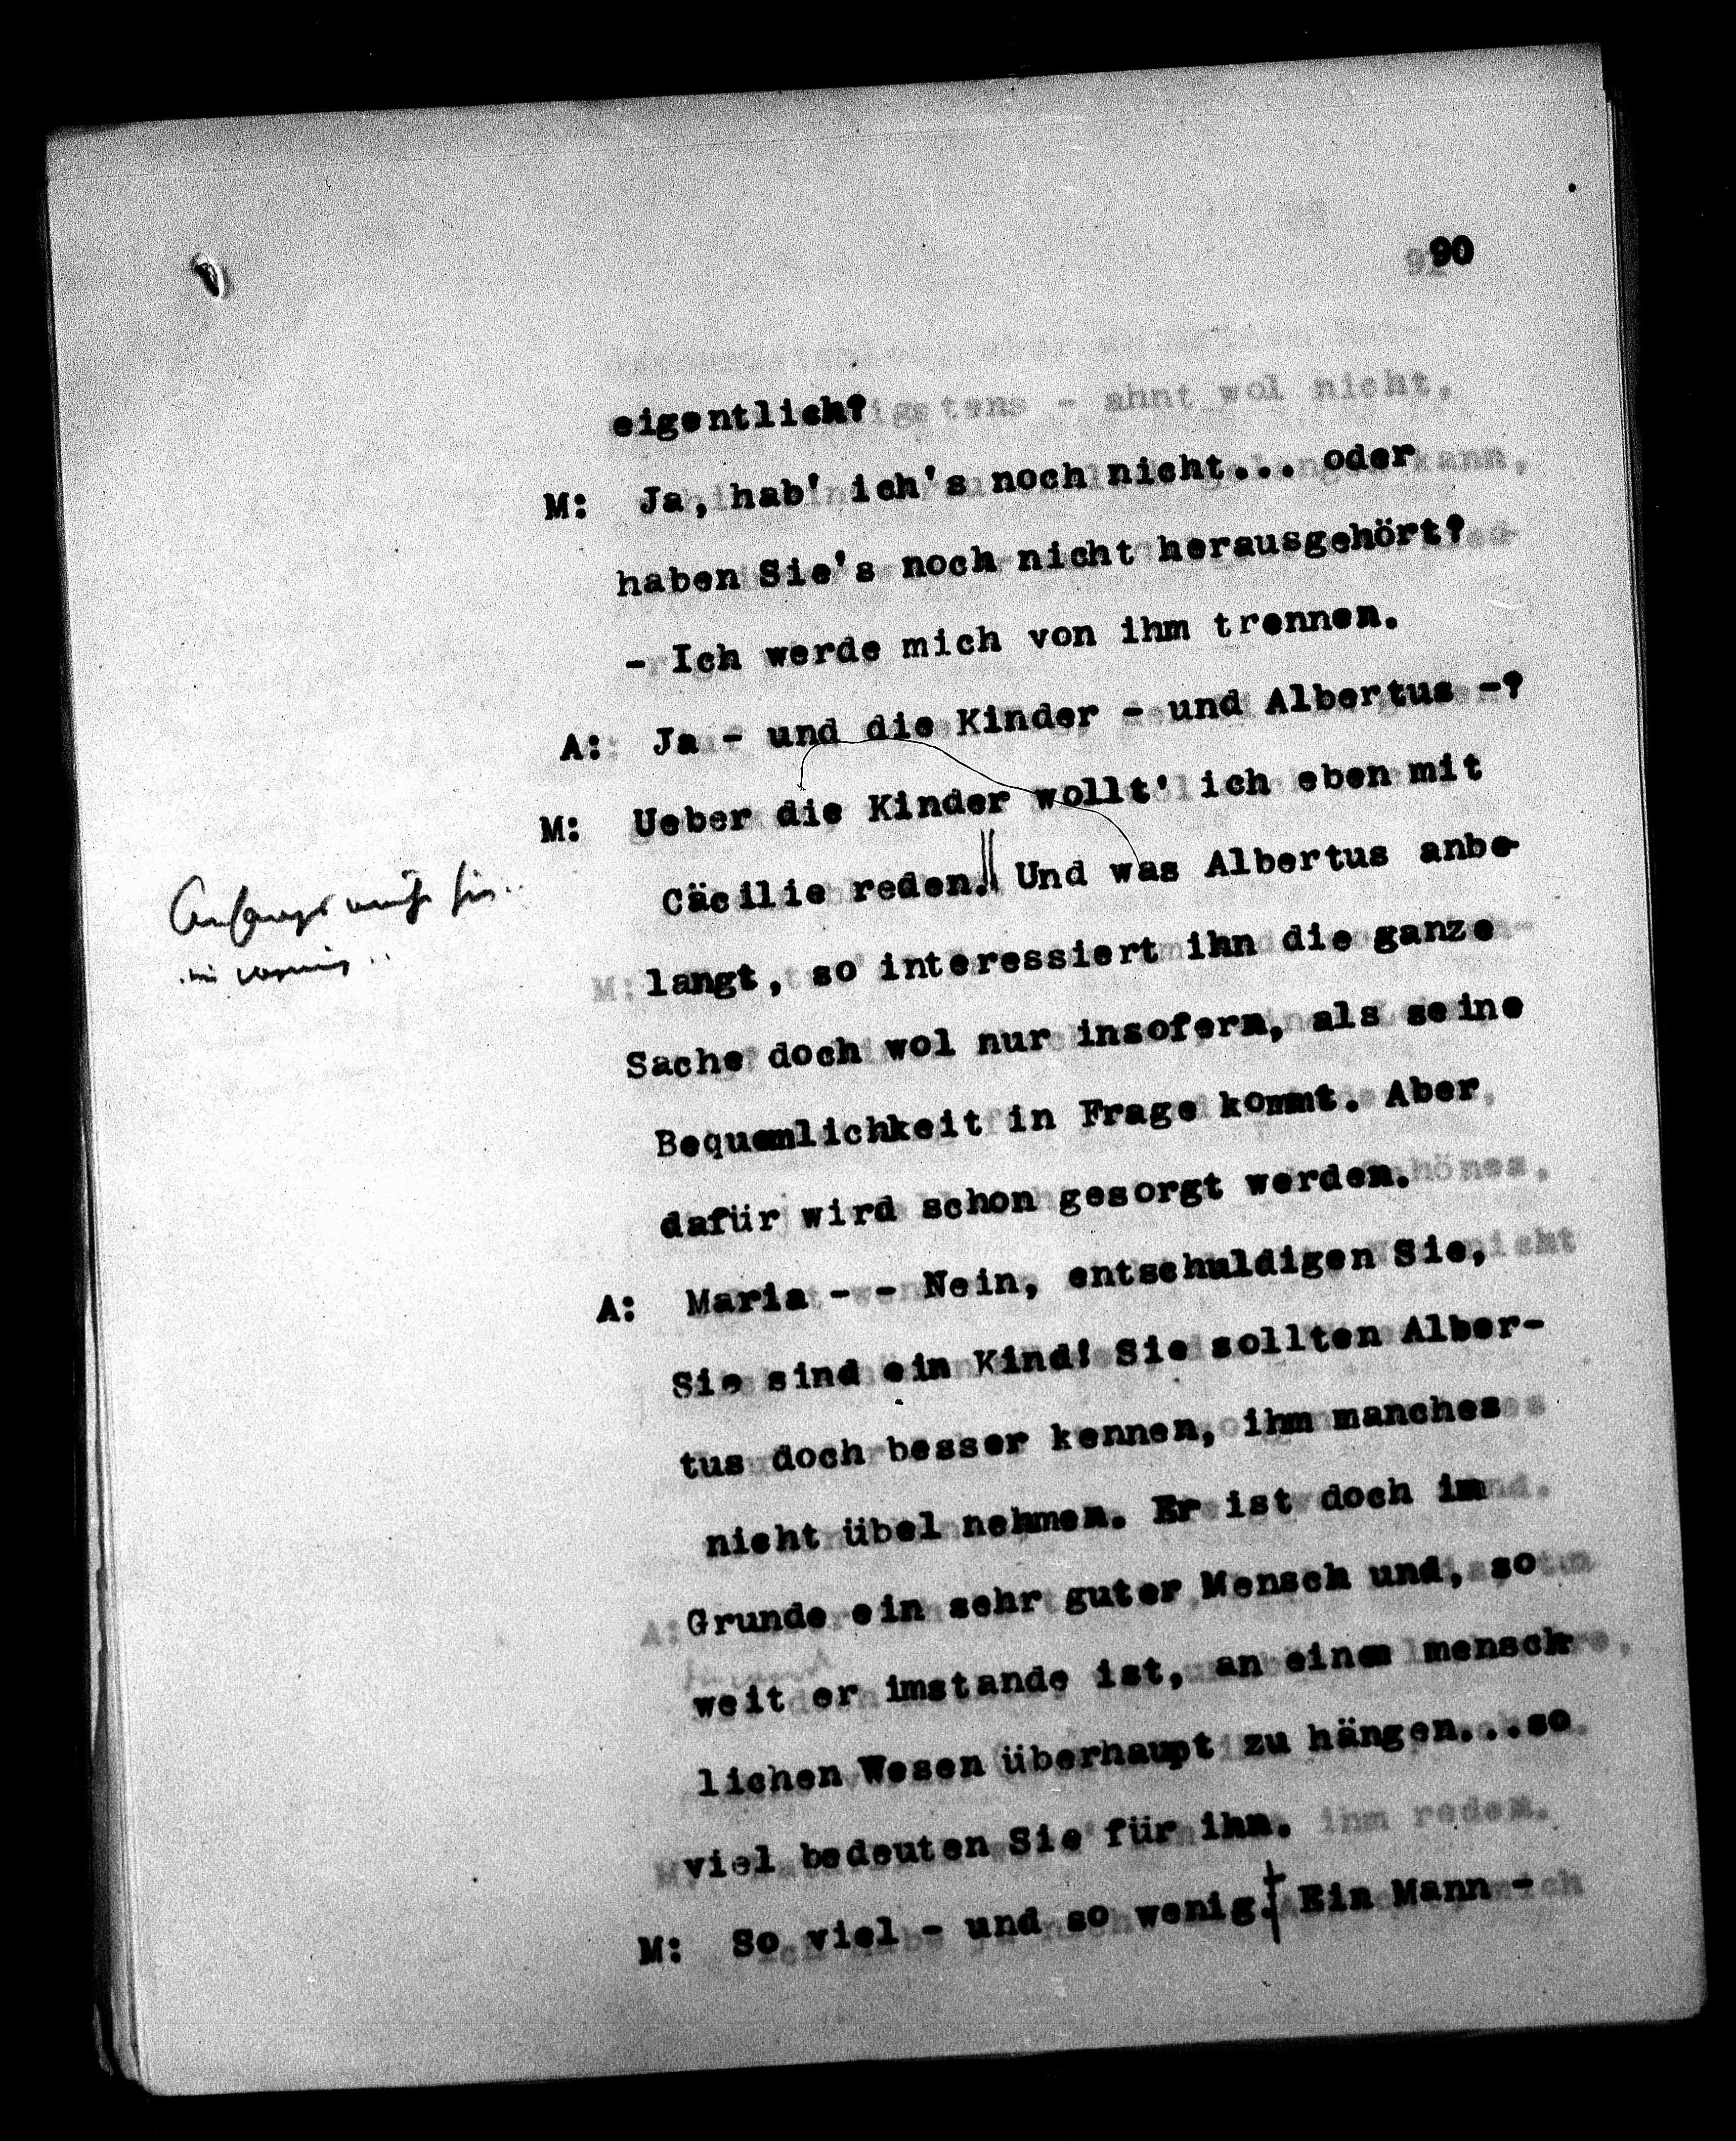 90
eigentlich?
M: Ja, hab' ich's noch nicht... oder
haben Sie's noch nicht herausgehört?
- Ich werde mich von ihm trennen.
A: Ja - und die Kinder - und Albertus -?
M: Ueber die Kinder wollt' ich eben mit
Cäcilie reden. Und was Albertus anbe-
langt, so interessiert ihn die ganze
Sache doch wol nur insofern, als seine
Bequemlichkeit in Frage kommt. Aber
dafür wird schon gesorgt werden.
A: Maria - - Nein, entschuldigen Sie,
Sie sind ein Kind! Sie sollten Alber-
tus doch besser kennen, ihm manches
nicht übel nehmen. Er ist doch im
Grunde ein sehr guter Mensch und, so
weit er imstande ist, an einem mensch-
lichen Wesen überhaupt zu hängen...so
viel bedeuten Sie für ihn.
M: So viel - und so wenig. Ein Mann -